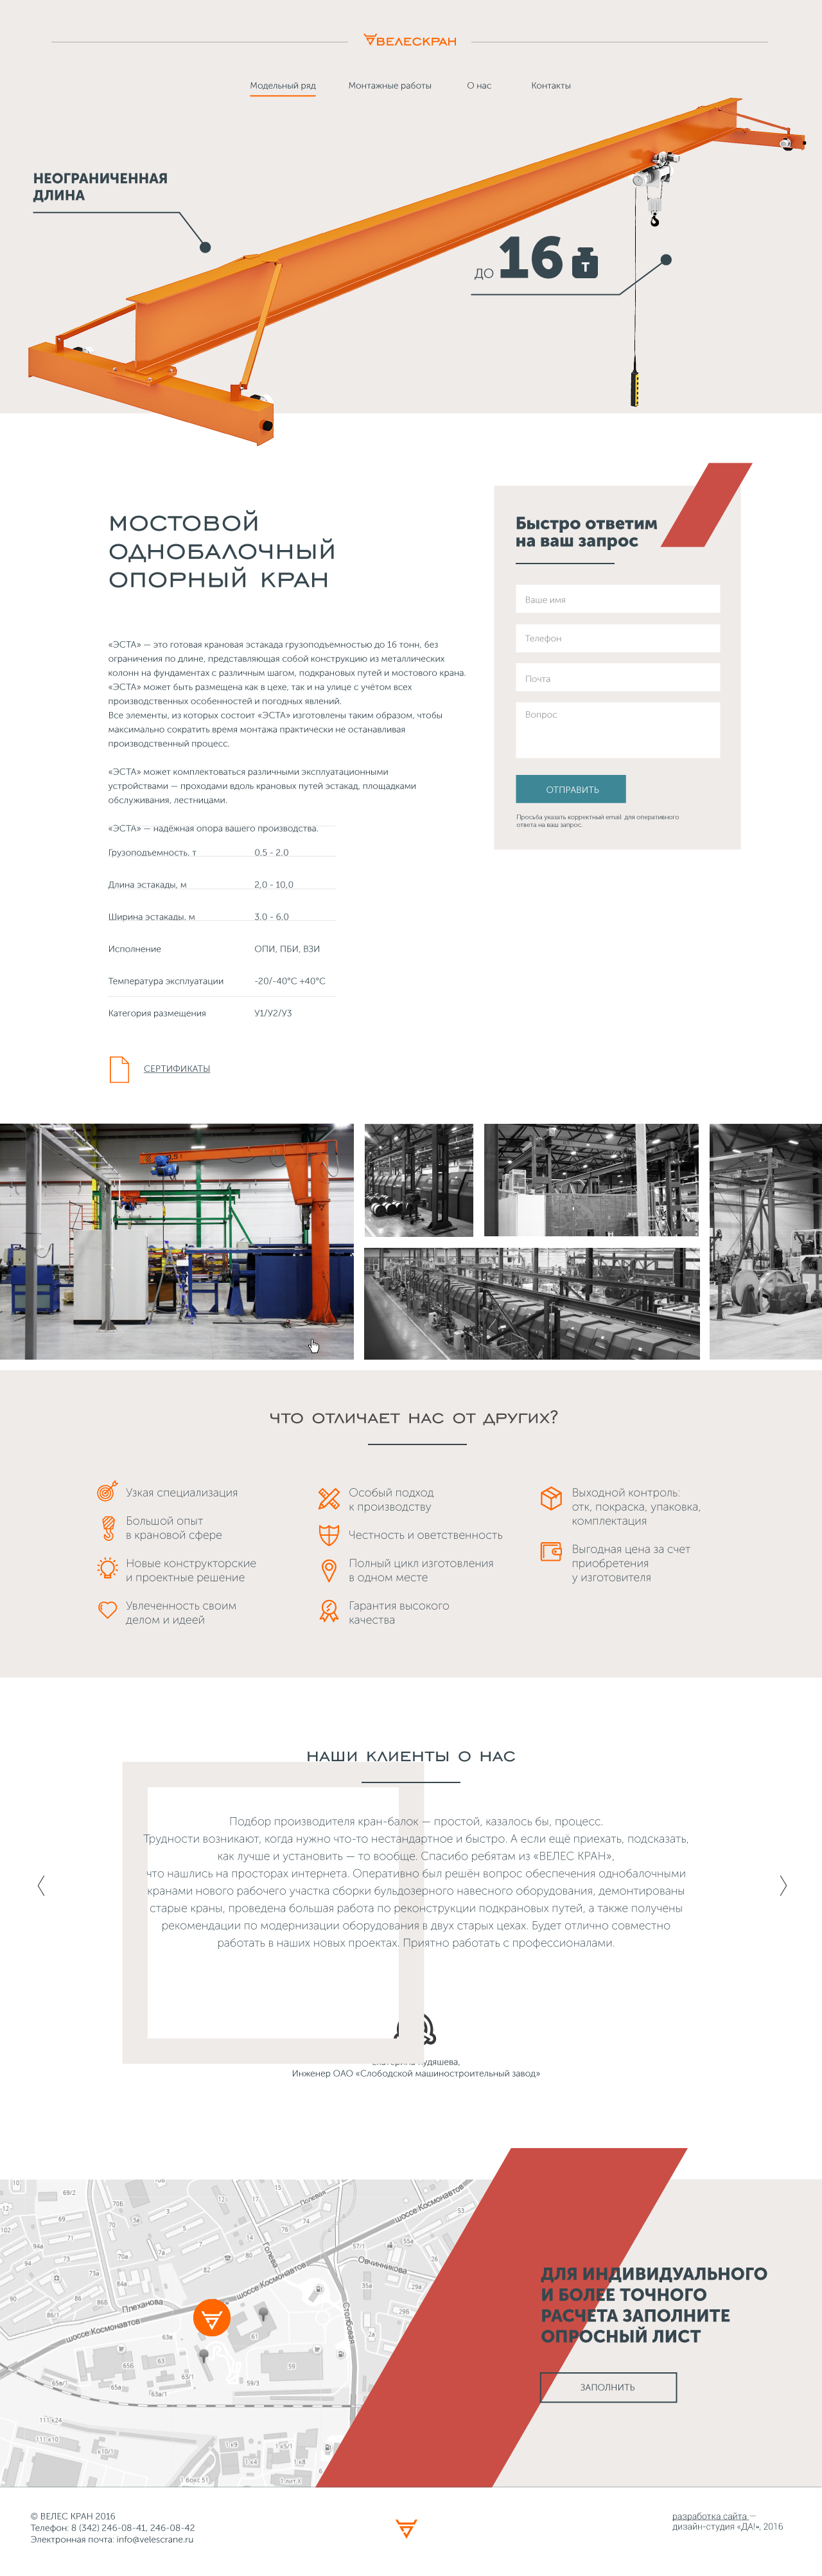 ВЕЛЕСКРАН
Модельный ряд
Монтажные работы
О нас
Контакты
НЕОГРАНИЧЕННАЯ
ДЛИНА
ДО 16 Т
МОСТОВОЙ
ОДНОБАЛОЧНЫЙ
ОПОРНЫЙ КРАН
«ЭСТА» — это готовая крановая эстакада грузоподъемностью до 16 тонн, без
ограничения по длине, представляющая собой конструкцию из металлических
колонн на фундаментах с различным шагом, подкрановых путей и мостового крана.
«ЭСТА» может быть размещена как в цехе, так и на улице с учётом всех
производственных особенностей и погодных явлений.
Все элементы, из которых состоит «ЭСТА» изготовлены таким образом, чтобы
максимально сократить время монтажа практически не останавливая
производственный процесс.
«ЭСТА» может комплектоваться различными эксплуатационными
устройствами — проходами вдоль крановых путей эстакад, площадками
обслуживания, лестницами.
«ЭСТА» — надёжная опора вашего производства.
Грузоподъемность, т 0,5 - 2,0
Длина эстакады, м 2,0 - 10,0
Ширина эстакады, м 3,0 - 6,0
Исполнение ОПИ, ПБИ, ВЗИ
Температура эксплуатации -20/-40°С +40°С
Категория размещения У1/У2/У3
СЕРТИФИКАТЫ
Быстро ответим
на ваш запрос
Ваше имя
Телефон
Почта
Вопрос
ОТПРАВИТЬ
Просьба указать корректный email для оперативного
ответа на ваш запрос.
ЧТО ОТЛИЧАЕТ НАС ОТ ДРУГИХ?
Узкая специализация
Большой опыт
в крановой сфере
Новые конструкторские
и проектные решение
Увлеченность своим
делом и идеей
Особый подход
к производству
Честность и оветственность
Полный цикл изготовления
в одном месте
Гарантия высокого
качества
Выходной контроль:
отк, покраска, упаковка,
комплектация
Выгодная цена за счет
приобретения
у изготовителя
НАШИ КЛИЕНТЫ О НАС
Подбор производителя кран-балок — простой, казалось бы, процесс.
Трудности возникают, когда нужно что-то нестандартное и быстро. А если ещё приехать, подсказать,
как лучше и установить — то вообще. Спасибо ребятам из «ВЕЛЕС КРАН»,
что нашлись на просторах интернета. Оперативно был решён вопрос обеспечения однобалочными
кранами нового рабочего участка сборки бульдозерного навесного оборудования, демонтированы
старые краны, проведена большая работа по реконструкции подкрановых путей, а также получены
рекомендации по модернизации оборудования в двух старых цехах. Будет отлично совместно
работать в наших новых проектах. Приятно работать с профессионалами.
Инженер ОАО «Слободской машиностроительный завод»
шоссе Космонавтов
Полевая
Голева
Овчинникова
шоссе Космонавтов
Плеханова
Столбовая
шоссе Космонавтов
ДЛЯ ИНДИВИДУАЛЬНОГО
И БОЛЕЕ ТОЧНОГО
РАСЧЕТА ЗАПОЛНИТЕ
ОПРОСНЫЙ ЛИСТ
ЗАПОЛНИТЬ
© ВЕЛЕС КРАН 2016
Телефон: 8 (342) 246-08-41, 246-08-42
Электронная почта: info@velescrane.ru
разработка сайта —
дизайн-студия «ДА!», 2016